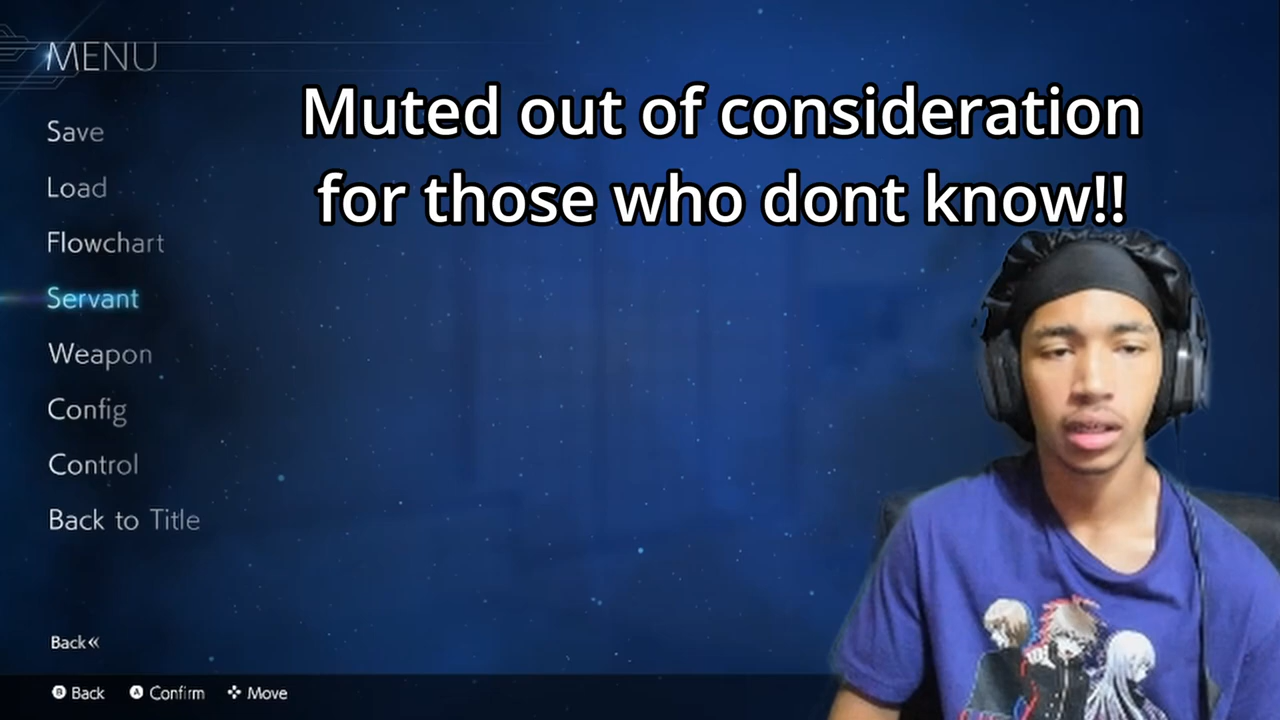 MENU
Muted out of consideration
for those who dont know!!
Save
Load
Flowchart
Servant
Weapon
Config
Control
Back to Title
Back«
B Back A Confirm Move